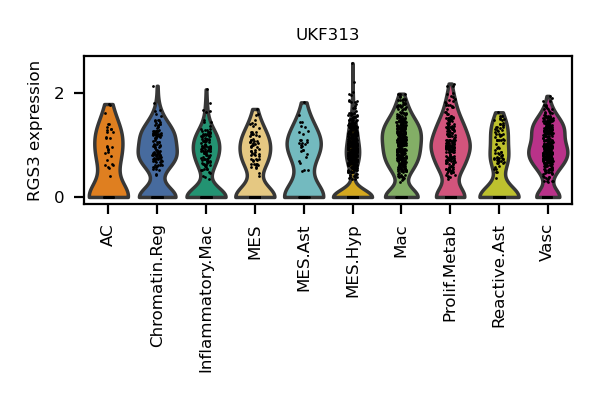 UKF313
RGS3 expression
2
0
AC
Chromatin.Reg
Inflammatory.Mac
MES
MES.Ast
MES.Hyp
Mac
Prolif.Metab
Reactive.Ast
Vasc